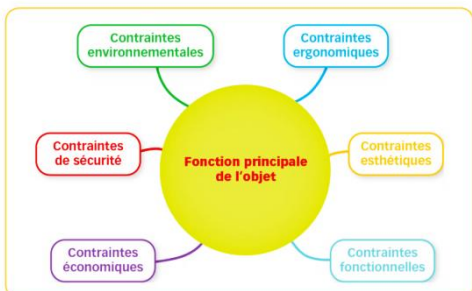 Contraintes
environnementales
Contraintes
ergonomiques
Contraintes
de sécurité
Fonction principale
de l'objet
Contraintes
esthétiques
Contraintes
économiques
Contraintes
fonctionnelles